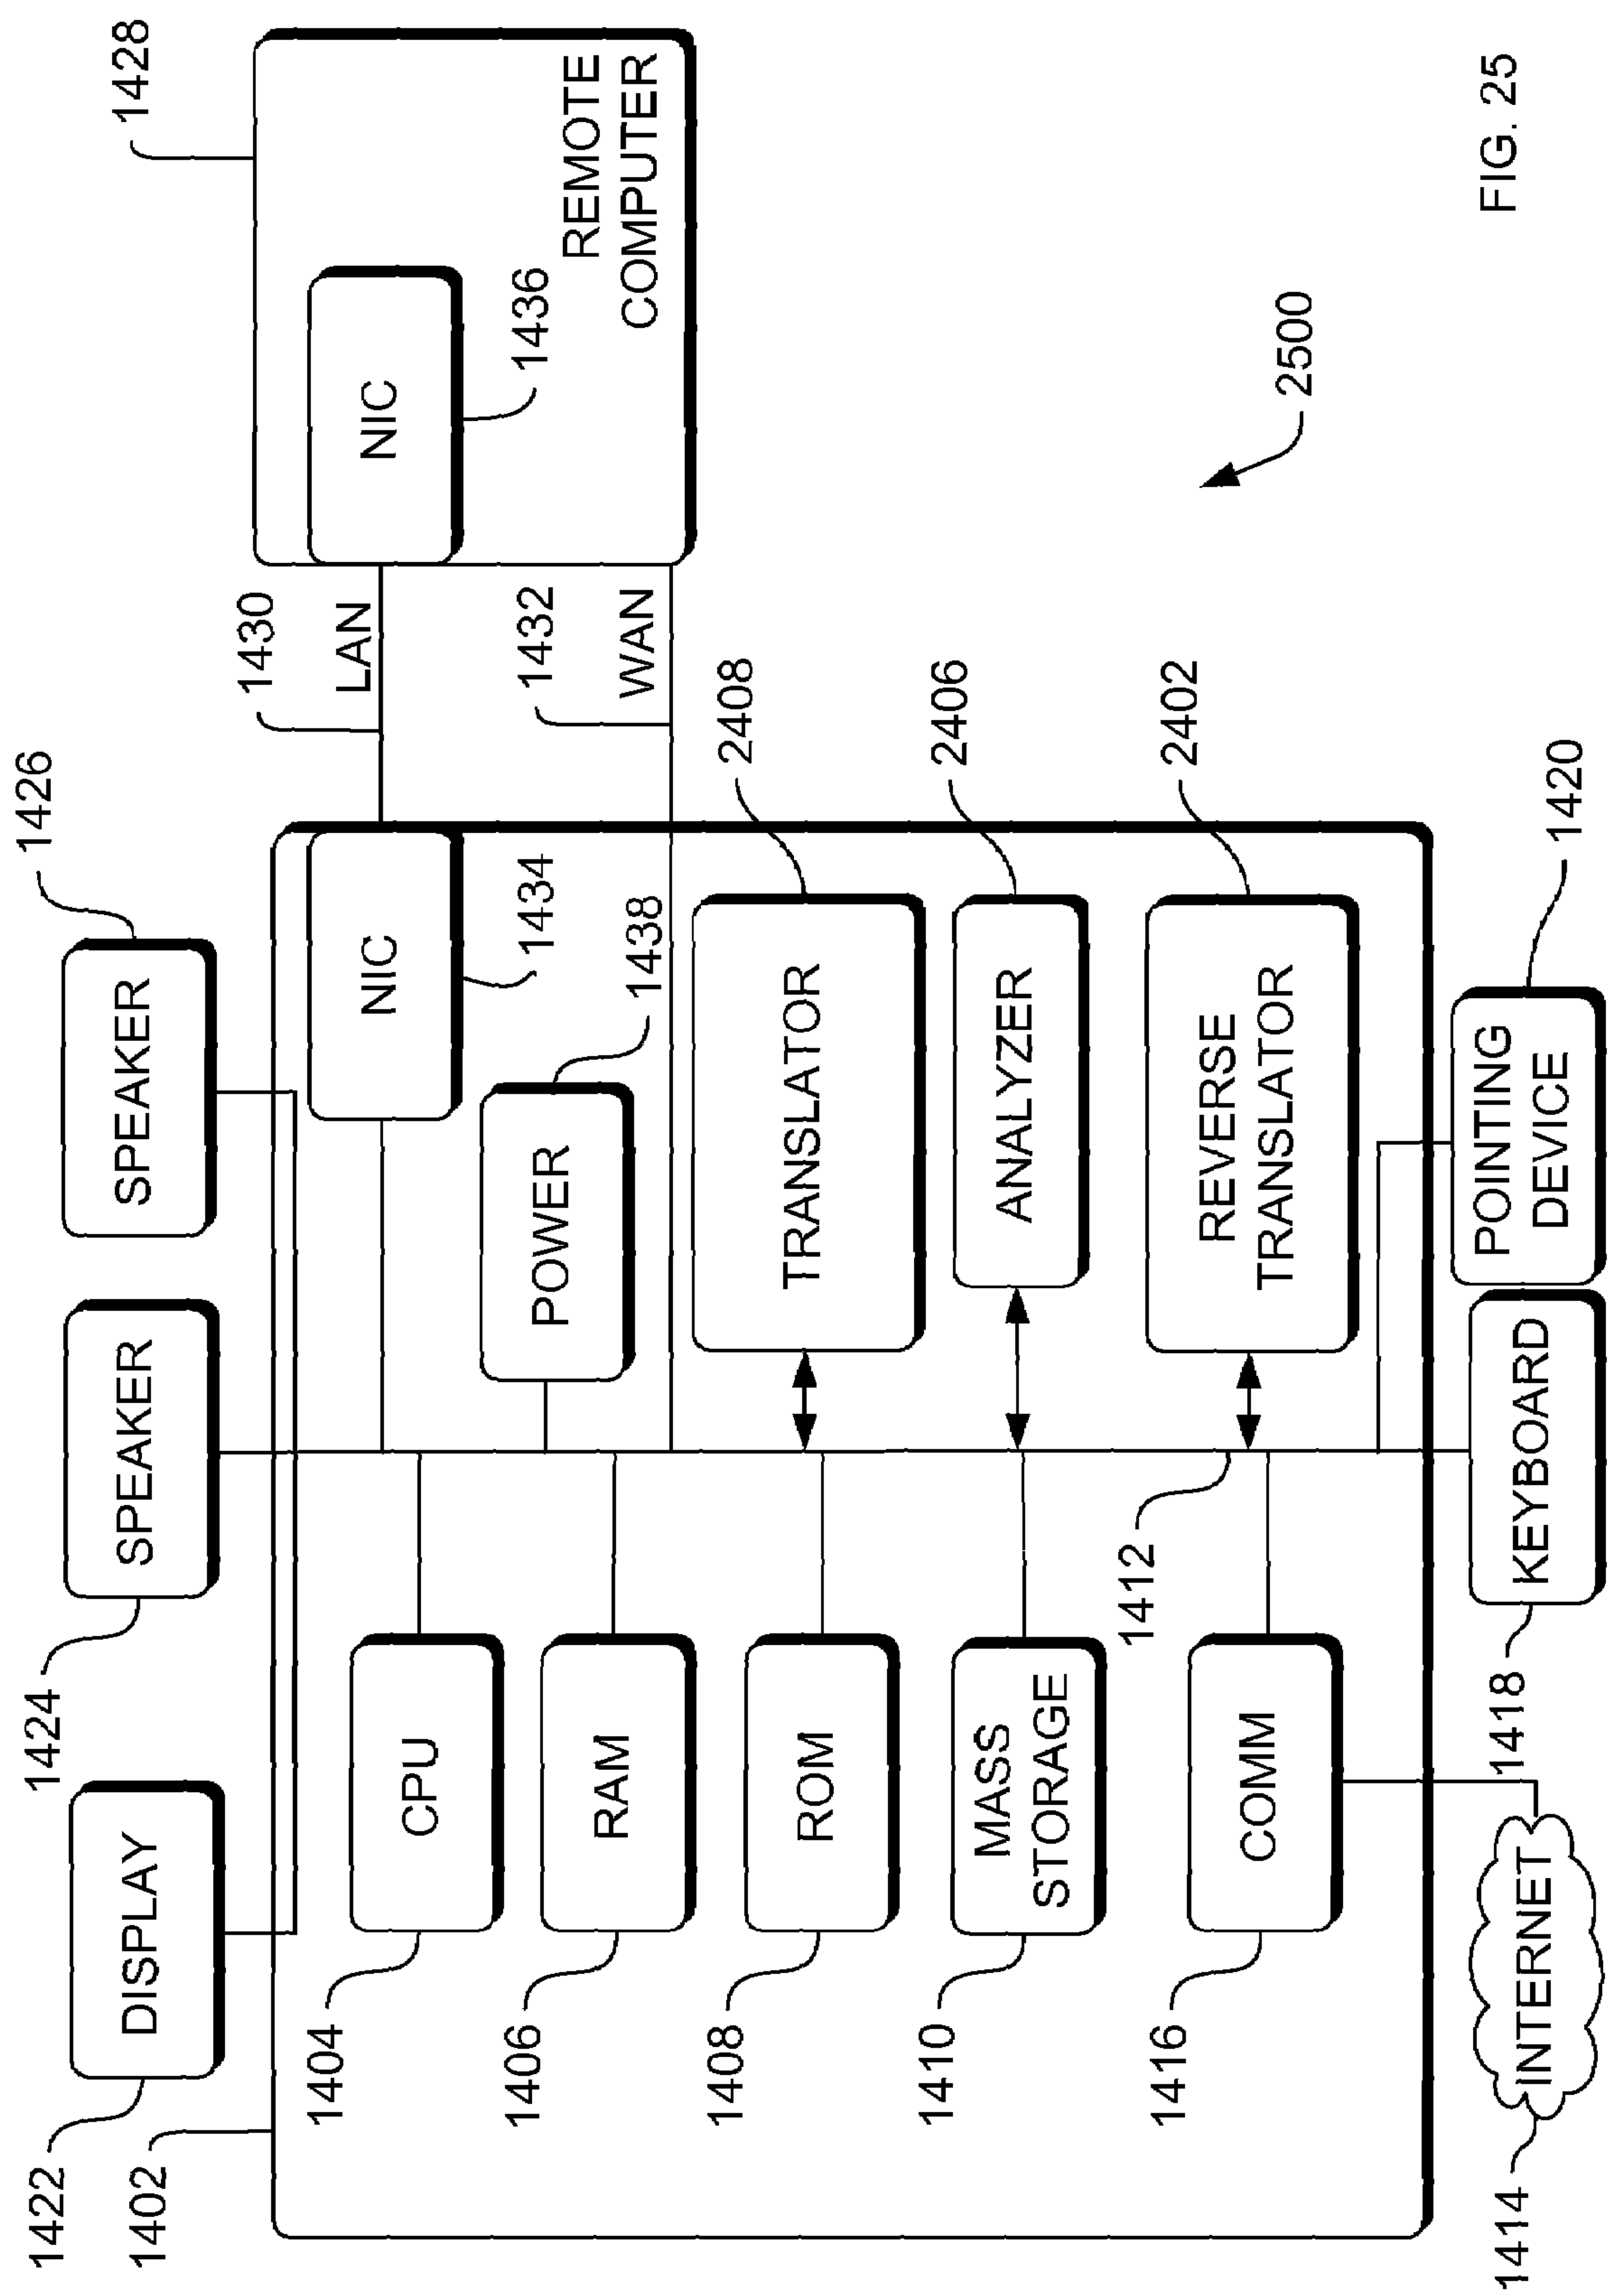 1422
DISPLAY
1424
SPEAKER
1426
SPEAKER
1402
1404
CPU
1406
RAM
1408
ROM
1410
MASS
STORAGE
1416
COMM
1412
NIC
1434
POWER
1438
TRANSLATOR
2408
ANALYZER
2406
REVERSE
TRANSLATOR
2402
1430
LAN
1432
WAN
1428
NIC
1436
REMOTE
COMPUTER
1414
INTERNET
1418
KEYBOARD
POINTING
DEVICE
1420
2500
FIG. 25